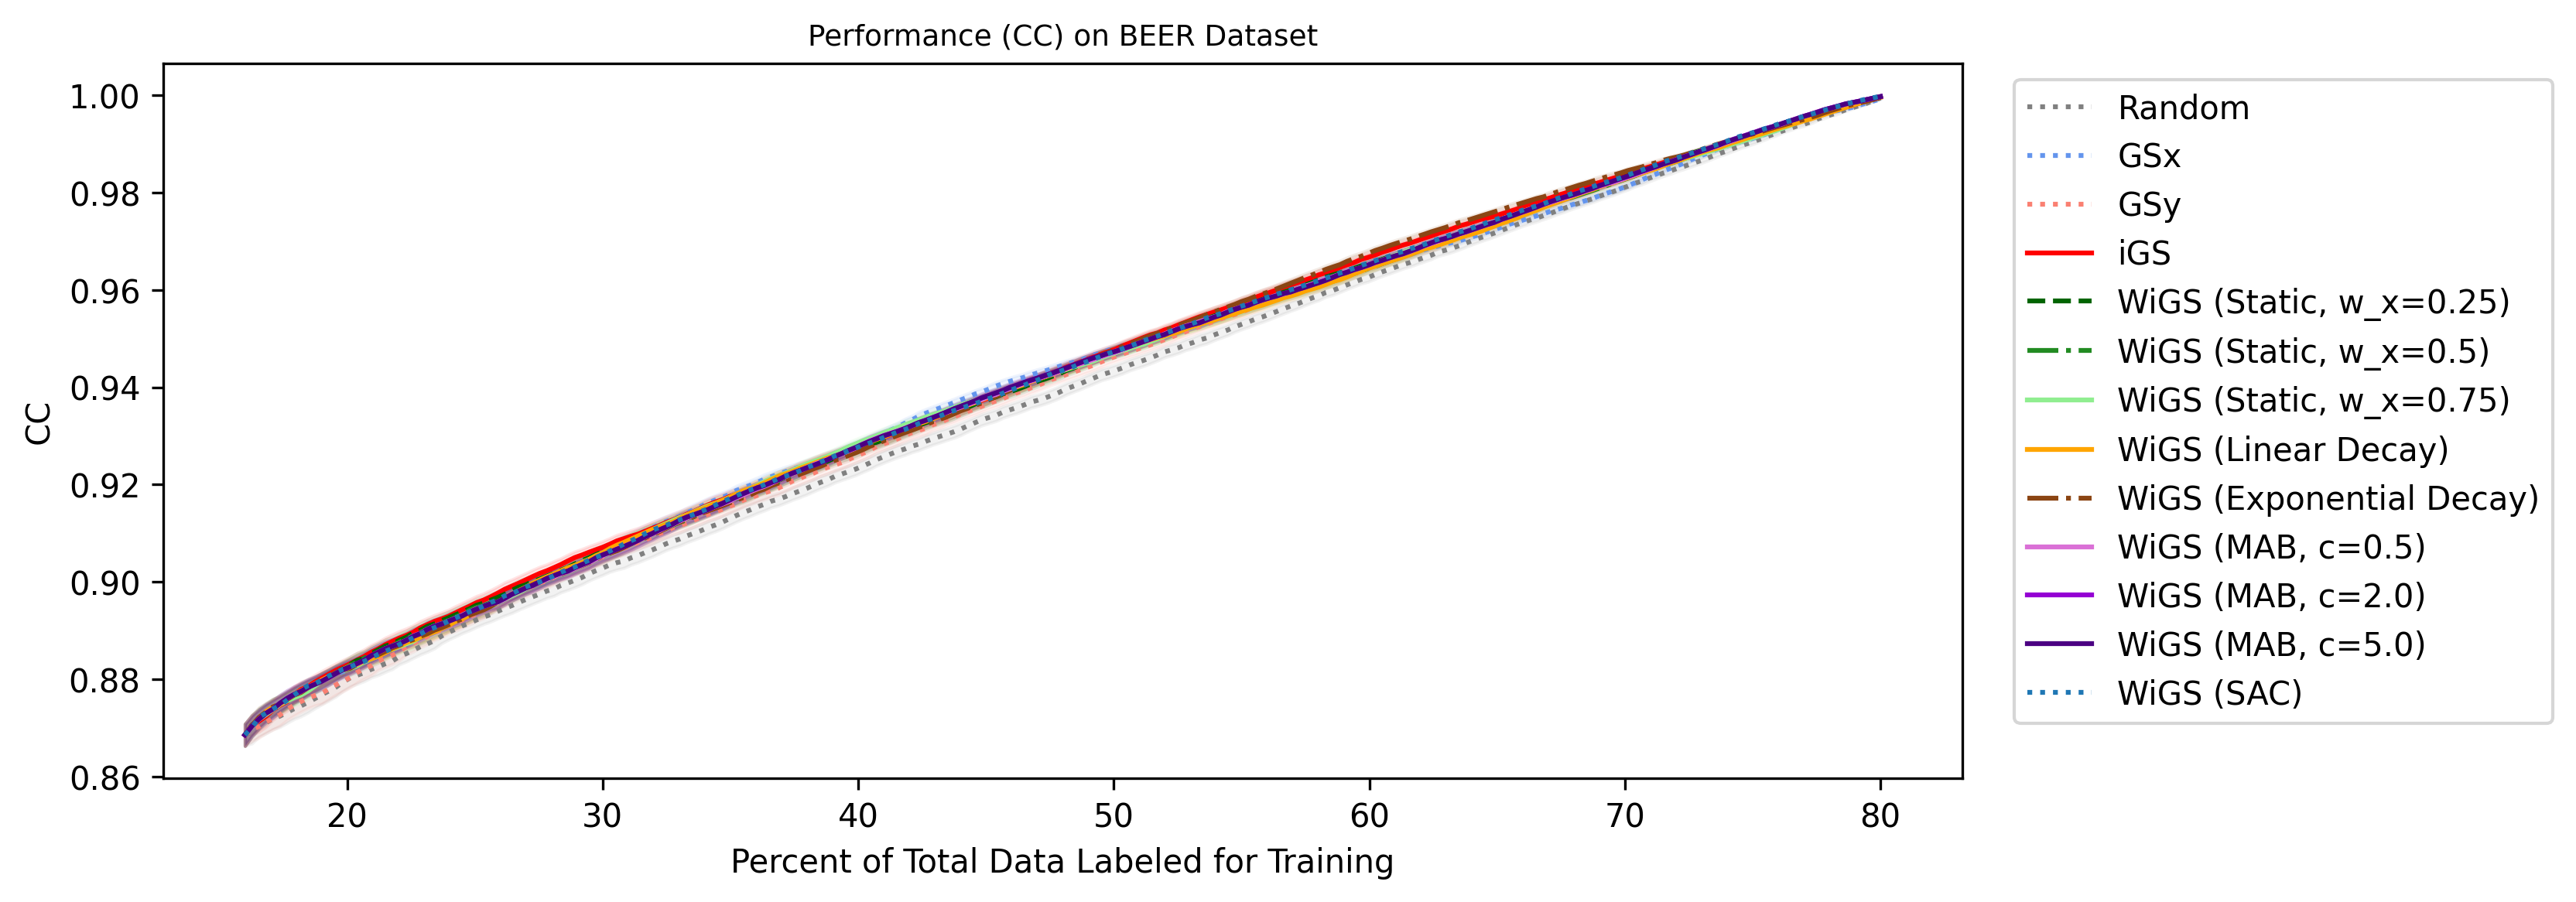 Performance (CC) on BEER Dataset
CC
1.00
0.98
0.96
0.94
0.92
0.90
0.88
0.86
20
30
40
50
60
70
80
Percent of Total Data Labeled for Training
Random
GSx
GSy
iGS
WiGS (Static, w_x=0.25)
WiGS (Static, w_x=0.5)
WiGS (Static, w_x=0.75)
WiGS (Linear Decay)
WiGS (Exponential Decay)
WiGS (MAB, c=0.5)
WiGS (MAB, c=2.0)
WiGS (MAB, c=5.0)
WiGS (SAC)